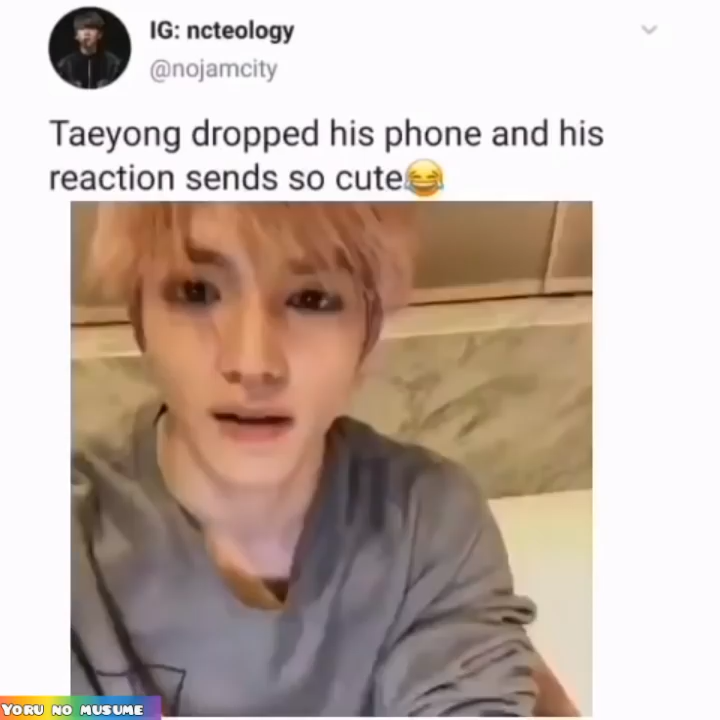 IG: ncteology
@nojamcity
Taeyong dropped his phone and his
reaction sends so cute😂
YORU NO MUSUME